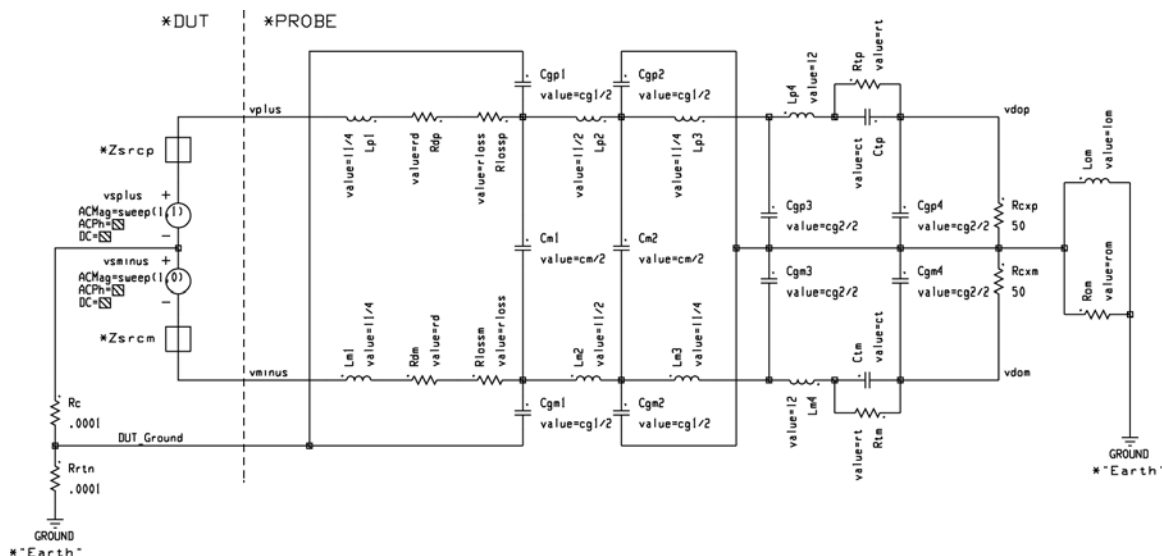 *DUT
*PROBE
vplus
*Zsrcp
vsplus
+
ACMag=sweep(1,1)
ACPh=
DC=
-
vsminus
+
ACMag=sweep(1,0)
ACPh=
DC=
-
*Zsrcm
vminus
Rc
.0001
DUT_Ground
Rrtn
.0001
GROUND
*"Earth"
value=l1/4
Lp1
value=rd
Rdp
value=rloss
Rlossp
Cgp1
value=cg1/2
value=l1/2
Lp2
Cgp2
value=cg1/2
value=l1/4
Lp3
Lp4
value=l2
Rtp
value=rt
value=ct
Ctp
vdop
Cm1
value=cm/2
Cm2
value=cm/2
Cgp3
value=cg2/2
Cgp4
value=cg2/2
Rcxp
50
Cgm3
value=cg2/2
Cgm4
value=cg2/2
Rcxm
50
Lom
value=lom
Rom
value=rom
Lm1
value=l1/4
Rdm
value=rd
Rlossm
value=rloss
Cgm1
value=cg1/2
Lm2
value=l1/2
Cgm2
value=cg1/2
Lm3
value=l1/4
value=l2
Lm4
Ctm
value=ct
value=rt
Rtm
vdom
GROUND
*"Earth"